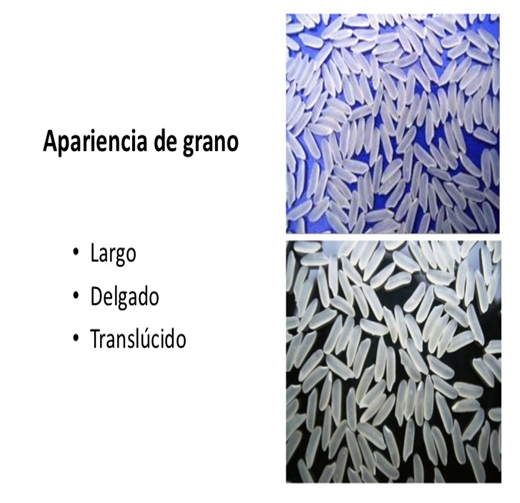 Apariencia de grano
• Largo
• Delgado
• Translúcido